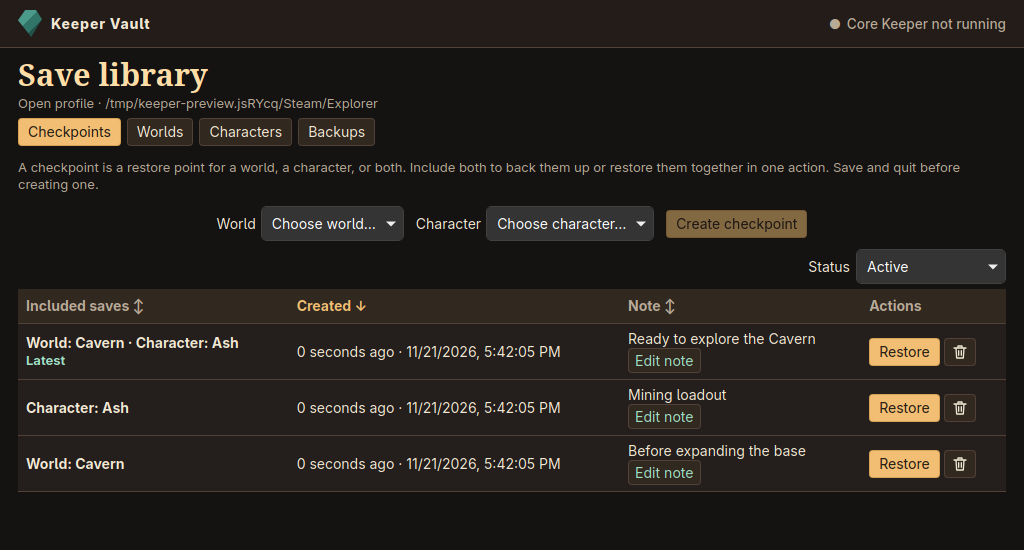 Keeper Vault
Core Keeper not running
Save library
Open profile · /tmp/keeper-preview.jsRYcq/Steam/Explorer
Checkpoints Worlds Characters Backups
A checkpoint is a restore point for a world, a character, or both. Include both to back them up or restore them together in one action. Save and quit before
creating one.
World Choose world... Character Choose character... Create checkpoint
Status Active
Included saves Created Note Actions
World: Cavern · Character: Ash
Latest
0 seconds ago · 11/21/2026, 5:42:05 PM
Ready to explore the Cavern
Edit note
Restore
Character: Ash
0 seconds ago · 11/21/2026, 5:42:05 PM
Mining loadout
Edit note
Restore
World: Cavern
0 seconds ago · 11/21/2026, 5:42:05 PM
Before expanding the base
Edit note
Restore